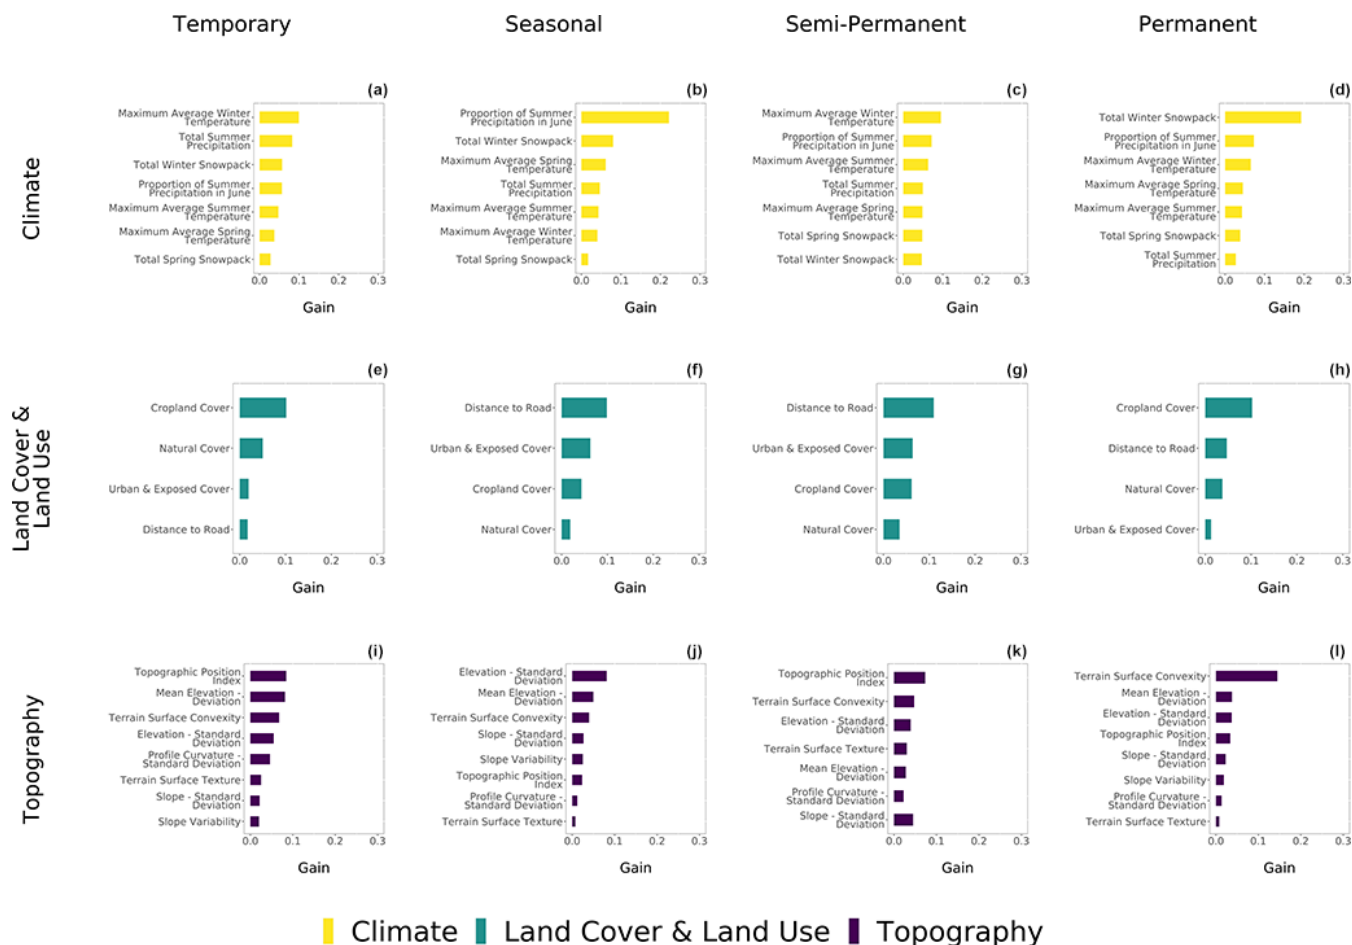 Temporary
Seasonal
Semi-Permanent
Permanent
Climate
(a)
Maximum Average Winter
Temperature
Total Summer
Precipitation
Total Winter Snowpack
Proportion of Summer
Precipitation in June
Maximum Average Summer
Temperature
Maximum Average Spring
Temperature
Total Spring Snowpack
0.0 0.1 0.2 0.3
Gain
(b)
Proportion of Summer
Precipitation in June
Total Winter Snowpack
Maximum Average Spring
Temperature
Total Summer
Precipitation
Maximum Average Summer
Temperature
Maximum Average Winter
Temperature
Total Spring Snowpack
0.0 0.1 0.2 0.3
Gain
(c)
Maximum Average Winter
Temperature
Proportion of Summer
Precipitation in June
Maximum Average Summer
Temperature
Total Summer
Precipitation
Maximum Average Spring
Temperature
Total Spring Snowpack
Total Winter Snowpack
0.0 0.1 0.2 0.3
Gain
(d)
Total Winter Snowpack
Proportion of Summer
Precipitation in June
Maximum Average Winter
Temperature
Maximum Average Spring
Temperature
Maximum Average Summer
Temperature
Total Spring Snowpack
Total Summer
Precipitation
0.0 0.1 0.2 0.3
Gain
Land Cover &
Land Use
(e)
Cropland Cover
Natural Cover
Urban & Exposed Cover
Distance to Road
0.0 0.1 0.2 0.3
Gain
(f)
Distance to Road
Urban & Exposed Cover
Cropland Cover
Natural Cover
0.0 0.1 0.2 0.3
Gain
(g)
Distance to Road
Urban & Exposed Cover
Cropland Cover
Natural Cover
0.0 0.1 0.2 0.3
Gain
(h)
Cropland Cover
Distance to Road
Natural Cover
Urban & Exposed Cover
0.0 0.1 0.2 0.3
Gain
Topography
(i)
Topographic Position
Index
Mean Elevation -
Deviation
Terrain Surface Convexity
Elevation - Standard
Deviation
Profile Curvature -
Standard Deviation
Terrain Surface Texture
Slope - Standard
Deviation
Slope Variability
0.0 0.1 0.2 0.3
Gain
(j)
Elevation - Standard
Deviation
Mean Elevation -
Deviation
Terrain Surface Convexity
Slope - Standard
Deviation
Slope Variability
Topographic Position
Index
Profile Curvature -
Standard Deviation
Terrain Surface Texture
0.0 0.1 0.2 0.3
Gain
(k)
Topographic Position
Index
Terrain Surface Convexity
Elevation - Standard
Deviation
Terrain Surface Texture
Mean Elevation -
Deviation
Profile Curvature -
Standard Deviation
Slope - Standard
Deviation
0.0 0.1 0.2 0.3
Gain
(l)
Terrain Surface Convexity
Mean Elevation -
Deviation
Elevation - Standard
Deviation
Topographic Position
Index
Slope - Standard
Deviation
Slope Variability
Profile Curvature -
Standard Deviation
Terrain Surface Texture
0.0 0.1 0.2 0.3
Gain
Climate Land Cover & Land Use Topography